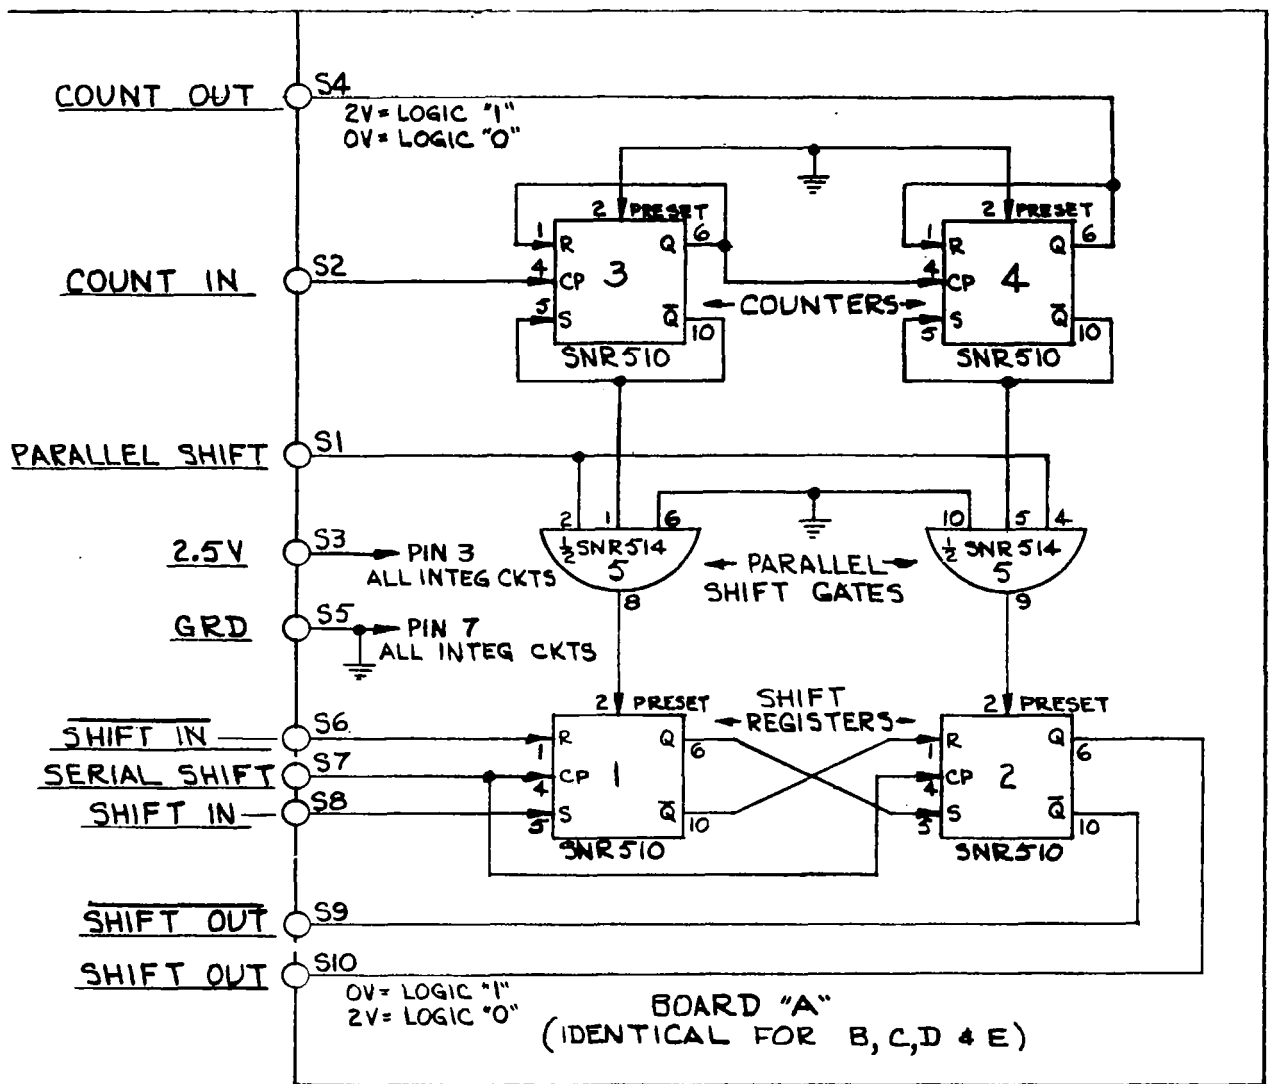 COUNT OUT
S4
2V= LOGIC "1"
0V= LOGIC "0"
2 PRESET
1 R Q 6
4 CP 3
5 S Q̅ 10
SNR510
2 PRESET
1 R Q 6
4 CP 4
5 S Q̅ 10
SNR510
COUNT IN
S2
COUNTERS
PARALLEL SHIFT
S1
2 1 6
½ SNR514
5
8
10 5 4
½ SNR514
5
9
PARALLEL
SHIFT GATES
2.5V
S3
PIN 3
ALL INTEG CKTS
GRD
S5
PIN 7
ALL INTEG CKTS
2 PRESET
SHIFT
REGISTERS
2 PRESET
S̅H̅I̅F̅T̅ I̅N̅
S6
SERIAL SHIFT
S7
SHIFT IN
S8
1 R Q 6
4 CP 1
5 S Q̅ 10
SNR510
1 R Q 6
4 CP 2
5 S Q̅ 10
SNR510
S̅H̅I̅F̅T̅ O̅U̅T̅
S9
SHIFT OUT
S10
0V= LOGIC "1"
2V= LOGIC "0"
BOARD "A"
(IDENTICAL FOR B, C, D & E)